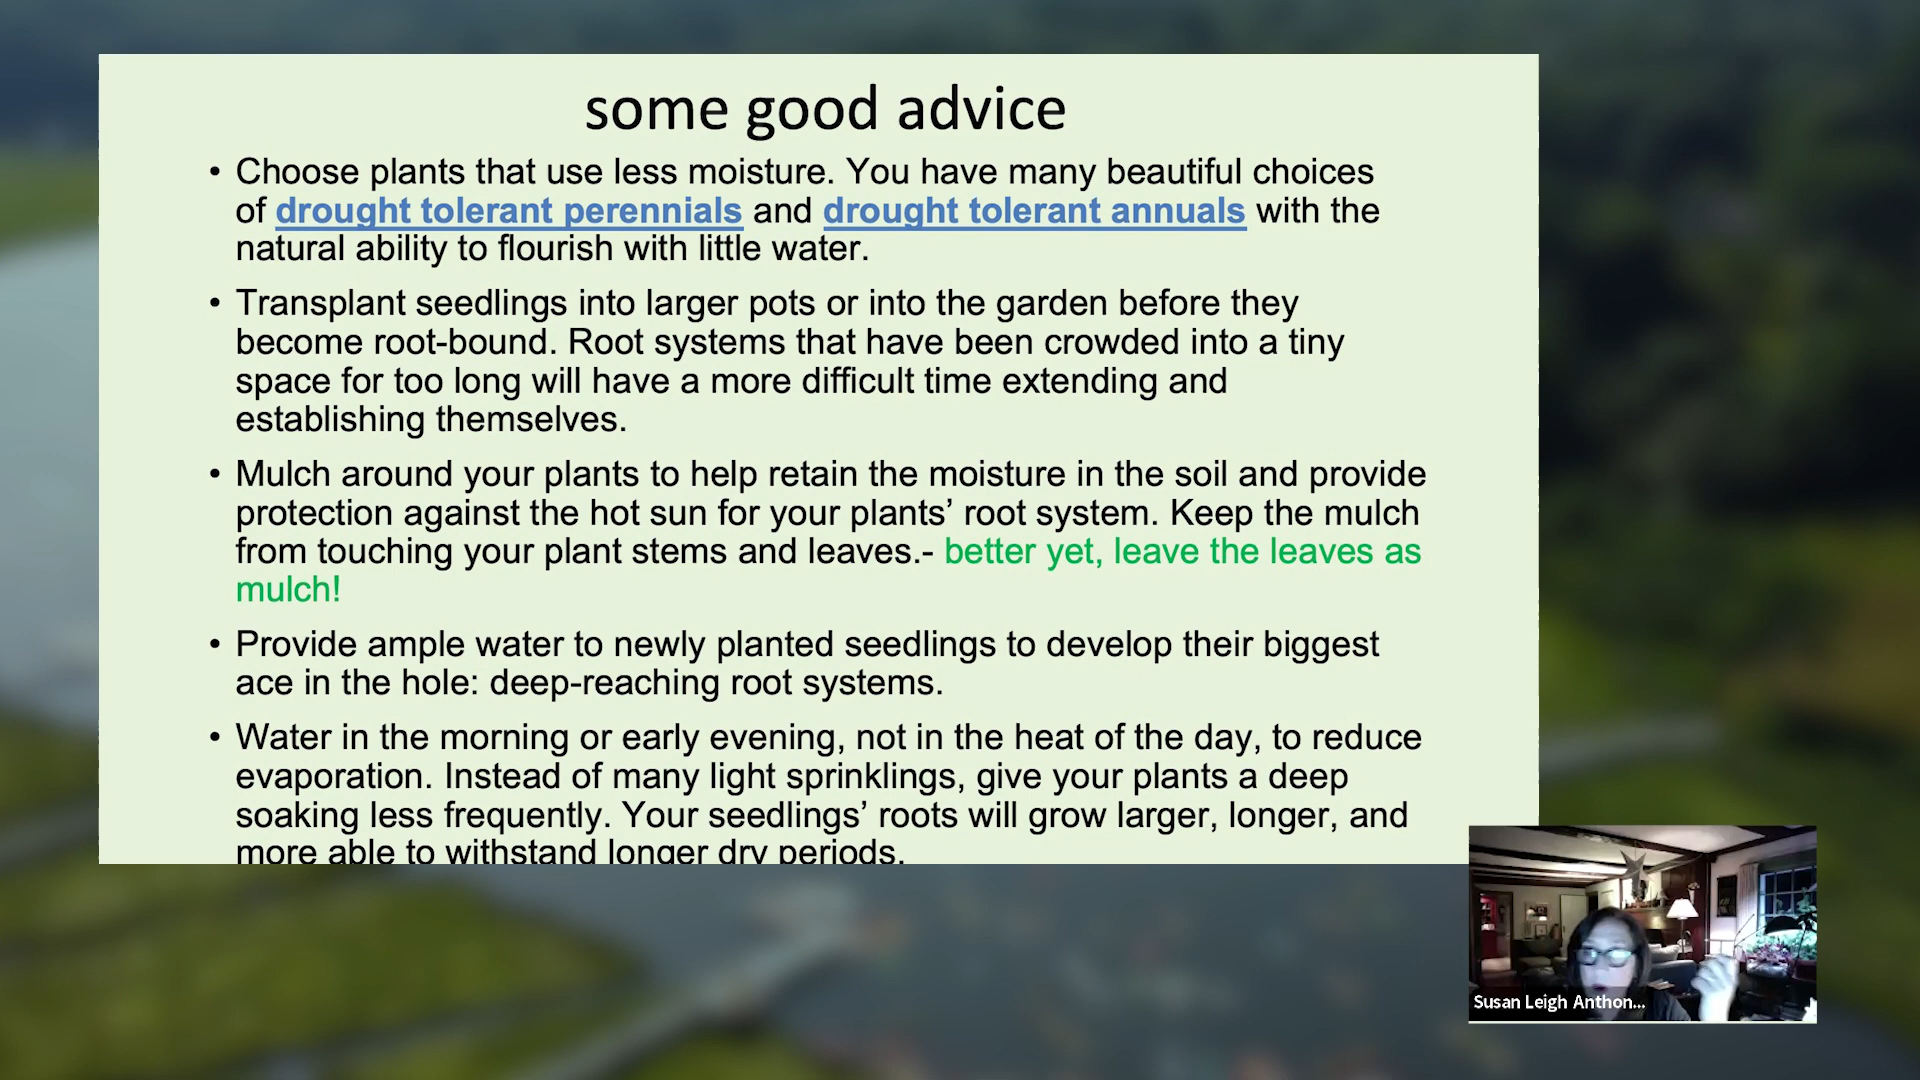 some good advice
• Choose plants that use less moisture. You have many beautiful choices
of drought tolerant perennials and drought tolerant annuals with the
natural ability to flourish with little water.
• Transplant seedlings into larger pots or into the garden before they
become root-bound. Root systems that have been crowded into a tiny
space for too long will have a more difficult time extending and
establishing themselves.
• Mulch around your plants to help retain the moisture in the soil and provide
protection against the hot sun for your plants’ root system. Keep the mulch
from touching your plant stems and leaves.- better yet, leave the leaves as
mulch!
• Provide ample water to newly planted seedlings to develop their biggest
ace in the hole: deep-reaching root systems.
• Water in the morning or early evening, not in the heat of the day, to reduce
evaporation. Instead of many light sprinklings, give your plants a deep
soaking less frequently. Your seedlings’ roots will grow larger, longer, and
more able to withstand longer dry periods.
Susan Leigh Anthon...